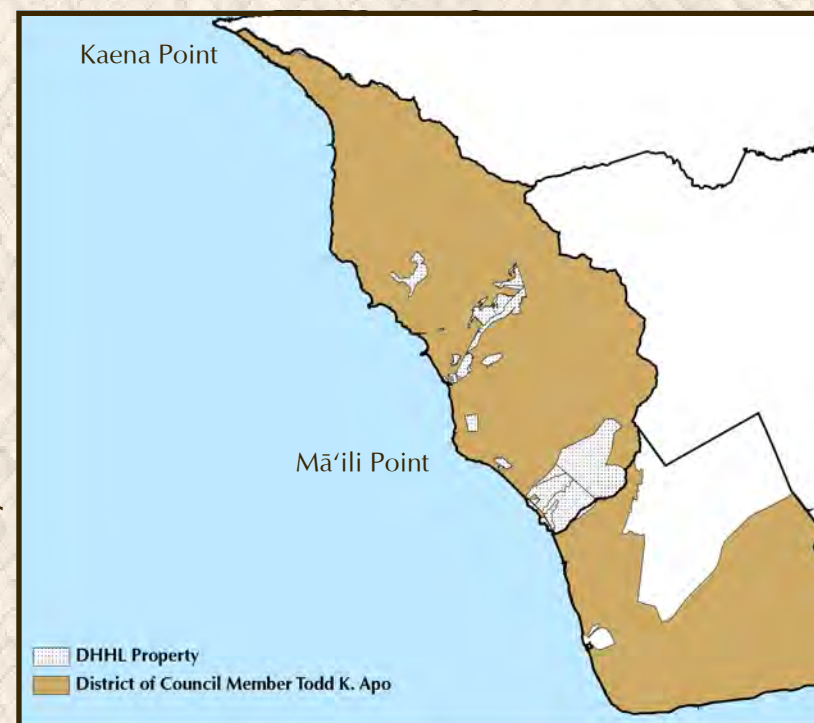 Kaena Point
Māʻili Point
DHHL Property
District of Council Member Todd K. Apo